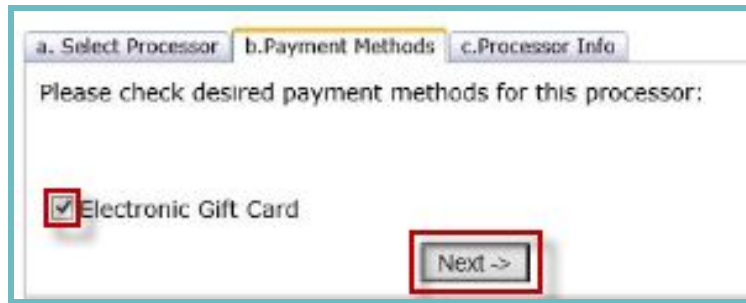 a. Select Processor b.Payment Methods c.Processor Info
Please check desired payment methods for this processor:
Electronic Gift Card
Next ->